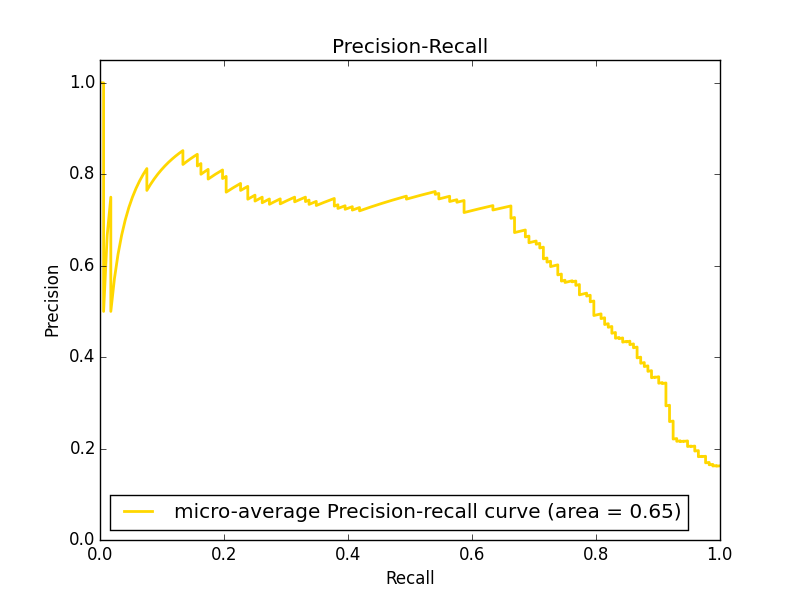 Precision-Recall
1.0
0.8
0.6
0.4
0.2
0.0
Precision
0.0 0.2 0.4 0.6 0.8 1.0
Recall
micro-average Precision-recall curve (area = 0.65)